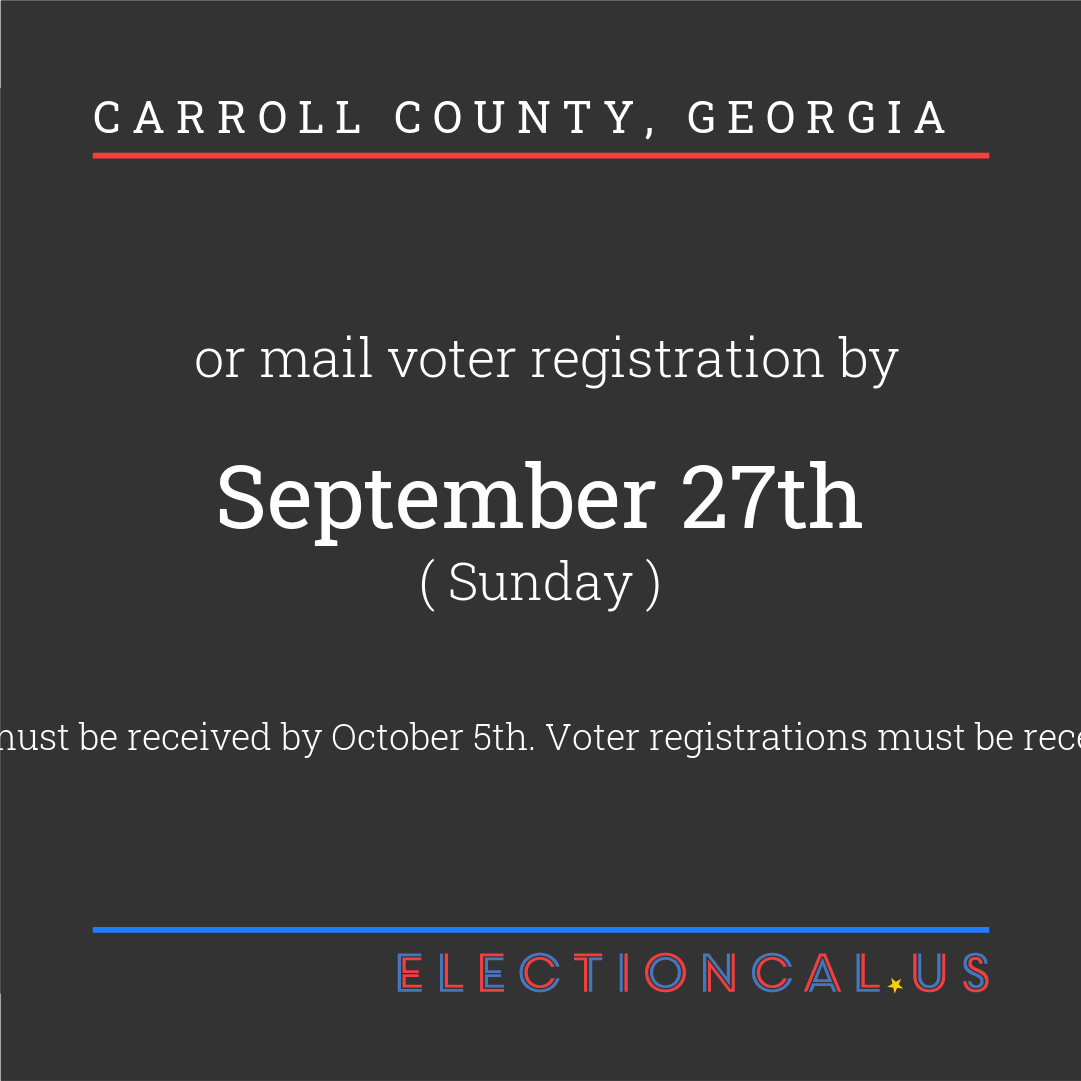 CARROLL COUNTY, GEORGIA
or mail voter registration by
September 27th
( Sunday )
must be received by October 5th. Voter registrations must be rece
ELECTIONCAL.US